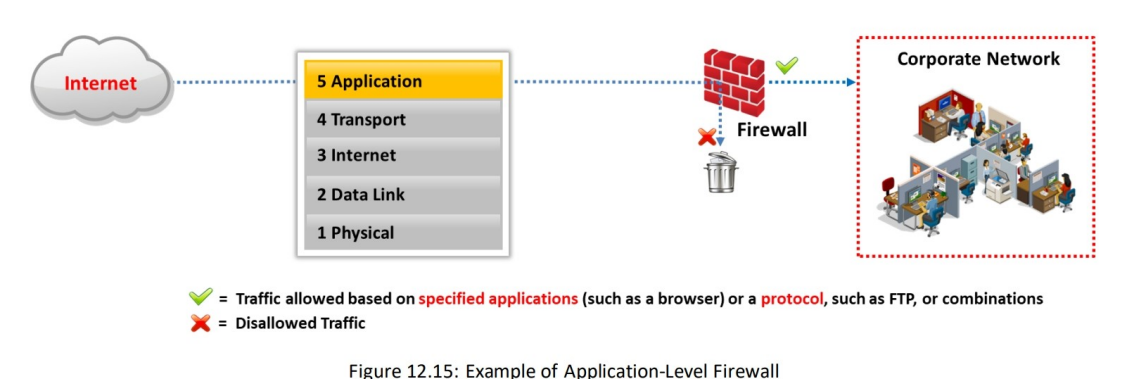 Internet
5 Application
4 Transport
3 Internet
2 Data Link
1 Physical
Firewall
Corporate Network
= Traffic allowed based on specified applications (such as a browser) or a protocol, such as FTP, or combinations
= Disallowed Traffic
Figure 12.15: Example of Application-Level Firewall